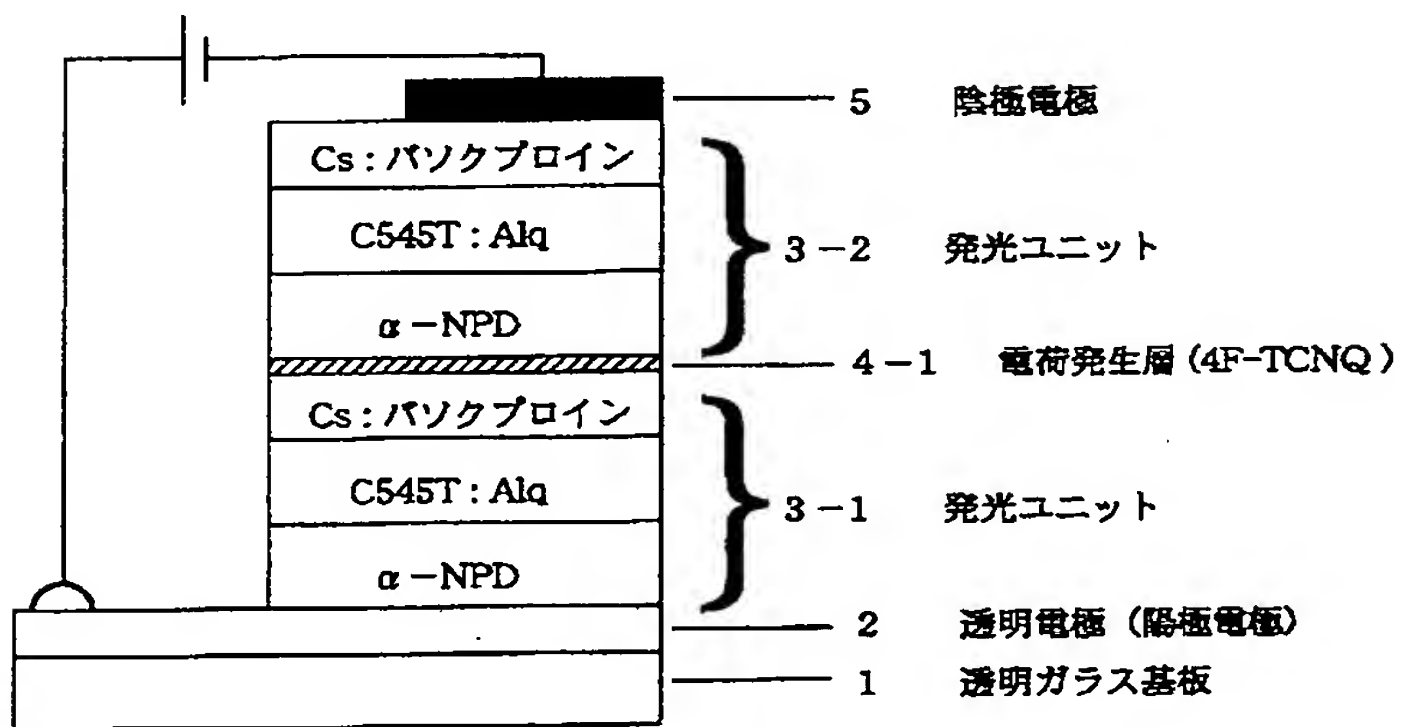 5 陰極電極
Cs : バソクプロイン
C545T : Alq
3-2 発光ユニット
α-NPD
4-1 電荷発生層 (4F-TCNQ)
Cs : バソクプロイン
C545T : Alq
3-1 発光ユニット
α-NPD
2 透明電極 (陽極電極)
1 透明ガラス基板